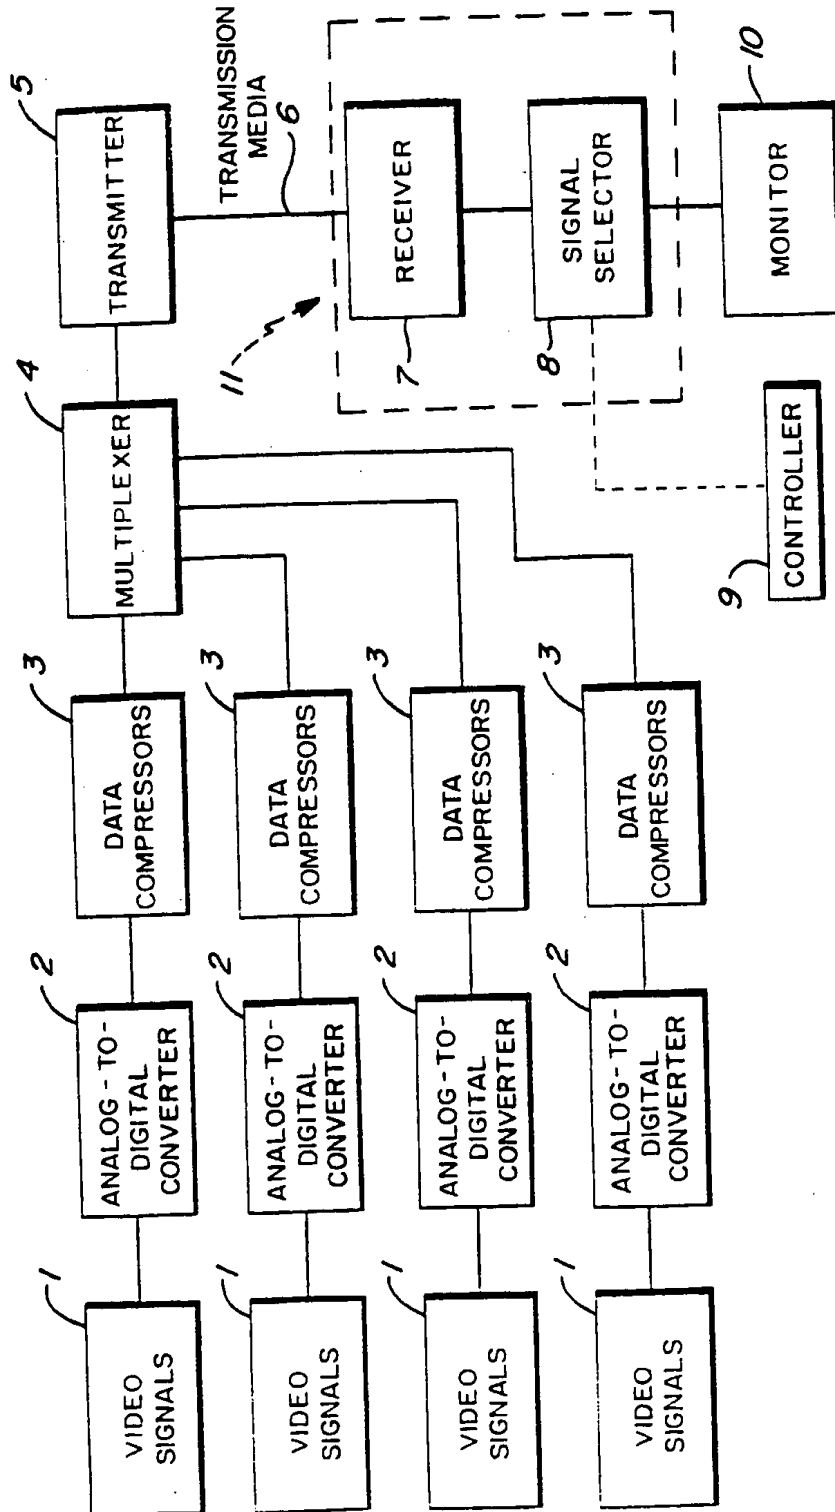 1
VIDEO
SIGNALS
2
ANALOG-TO-
DIGITAL
CONVERTER
3
DATA
COMPRESSORS
4
MULTIPLEXER
5
TRANSMITTER
1
VIDEO
SIGNALS
2
ANALOG-TO-
DIGITAL
CONVERTER
3
DATA
COMPRESSORS
TRANSMISSION
MEDIA
6
1
VIDEO
SIGNALS
2
ANALOG-TO-
DIGITAL
CONVERTER
3
DATA
COMPRESSORS
11
7
RECEIVER
1
VIDEO
SIGNALS
2
ANALOG-TO-
DIGITAL
CONVERTER
3
DATA
COMPRESSORS
8
SIGNAL
SELECTOR
9
CONTROLLER
10
MONITOR